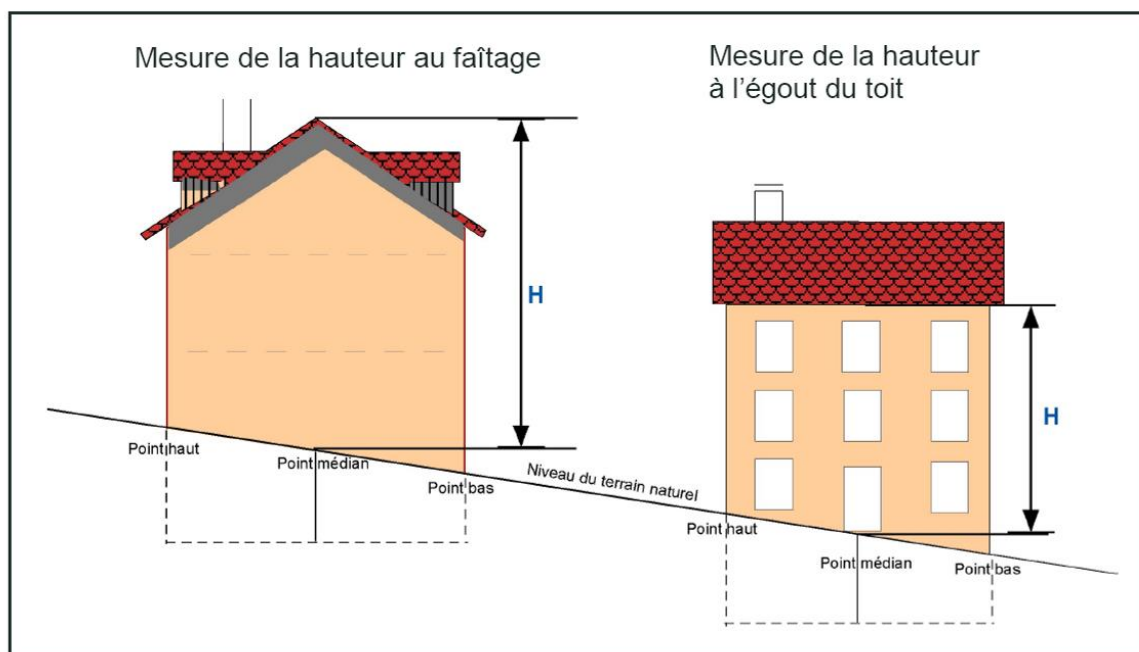 Mesure de la hauteur au faîtage
Mesure de la hauteur
à l'égout du toit
H
H
Point haut
Point médian
Point bas
Niveau du terrain naturel
Point haut
Point médian
Point bas